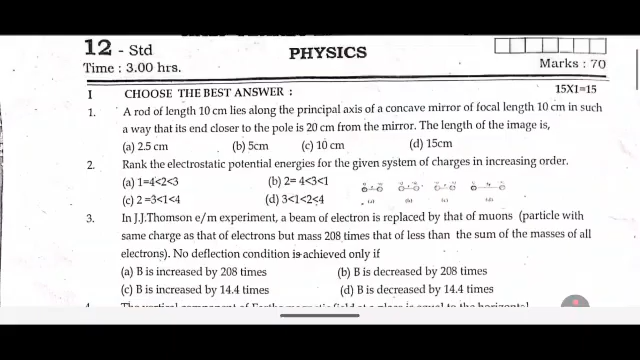 12 - Std
PHYSICS
Time : 3.00 hrs.
Marks : 70
I CHOOSE THE BEST ANSWER :
15X1=15
1. A rod of length 10 cm lies along the principal axis of a concave mirror of focal length 10 cm in such
a way that its end closer to the pole is 20 cm from the mirror. The length of the image is,
(a) 2.5 cm (b) 5cm (c) 10 cm (d) 15cm
2. Rank the electrostatic potential energies for the given system of charges in increasing order.
(a) 1=4<2<3 (b) 2= 4<3<1
(c) 2 =3<1<4 (d) 3<1<2<4
3. In J.J.Thomson e/m experiment, a beam of electron is replaced by that of muons (particle with
same charge as that of electrons but mass 208 times that of less than the sum of the masses of all
electrons). No deflection condition is achieved only if
(a) B is increased by 208 times (b) B is decreased by 208 times
(c) B is increased by 14.4 times (d) B is decreased by 14.4 times